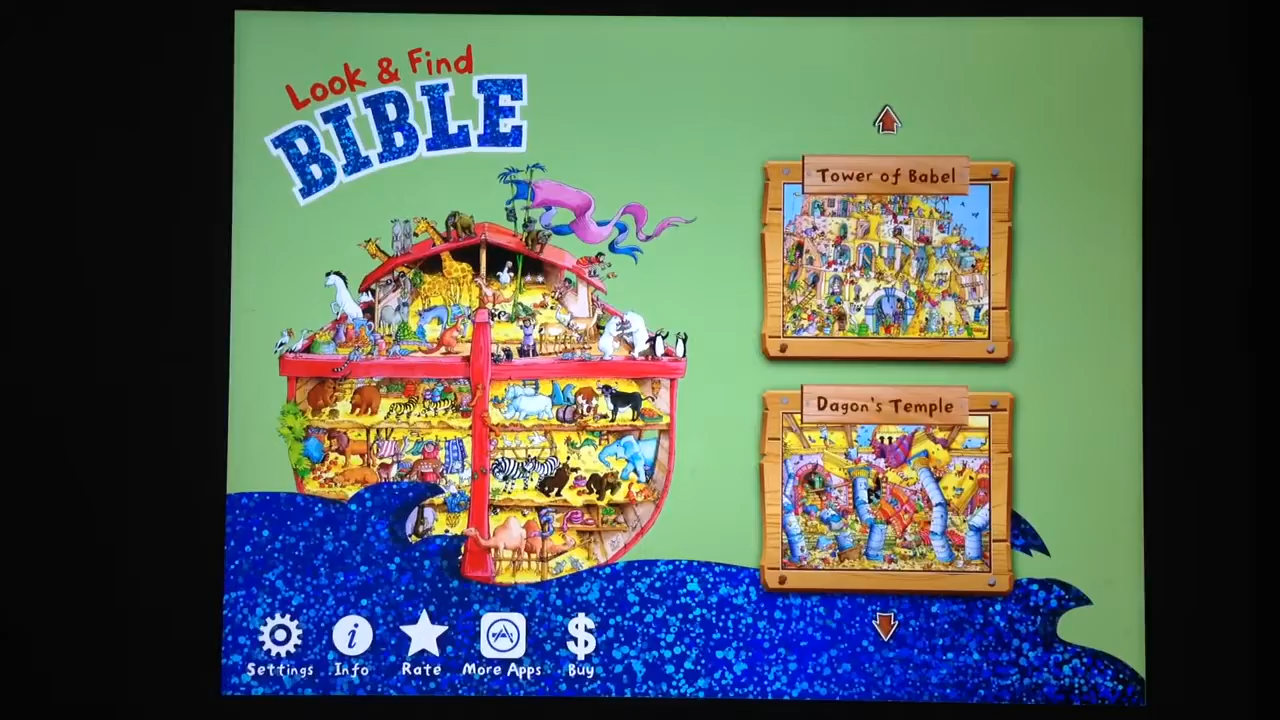 Look & Find
BIBLE
Tower of Babel
Dagon's Temple
Settings
Info
Rate
More Apps
Buy